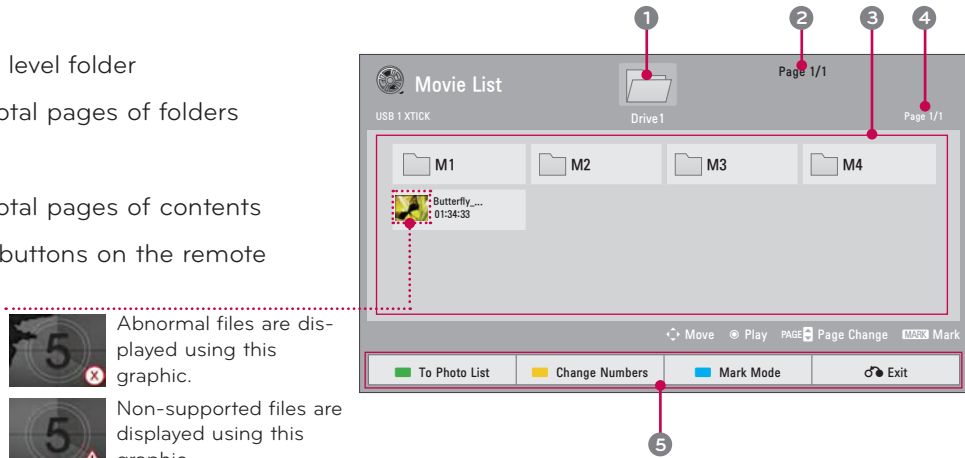 1 2 3 4
level folder
otal pages of folders
otal pages of contents
buttons on the remote
Movie List
Page 1/1
USB 1 XTICK
Drive1
Page 1/1
M1 M2 M3 M4
Butterfly_...
01:34:33
Move Play PAGE Page Change MARK Mark
To Photo List Change Numbers Mark Mode Exit
5
5
X
Abnormal files are dis-
played using this
graphic.
5
Non-supported files are
displayed using this